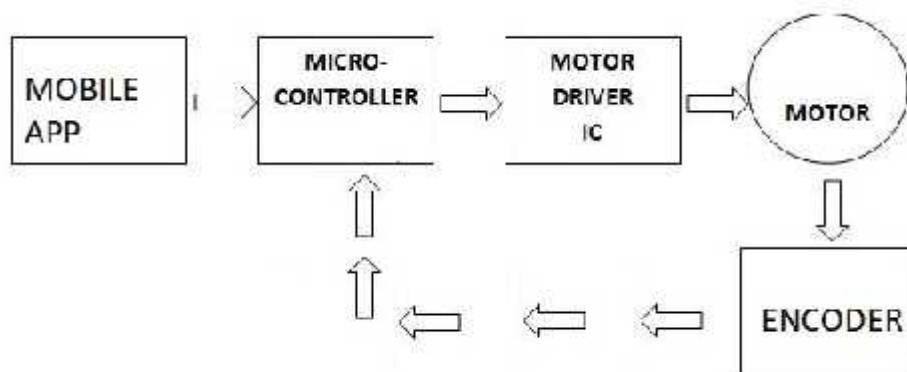 MOBILE
APP
MICRO-
CONTROLLER
MOTOR
DRIVER
IC
MOTOR
ENCODER